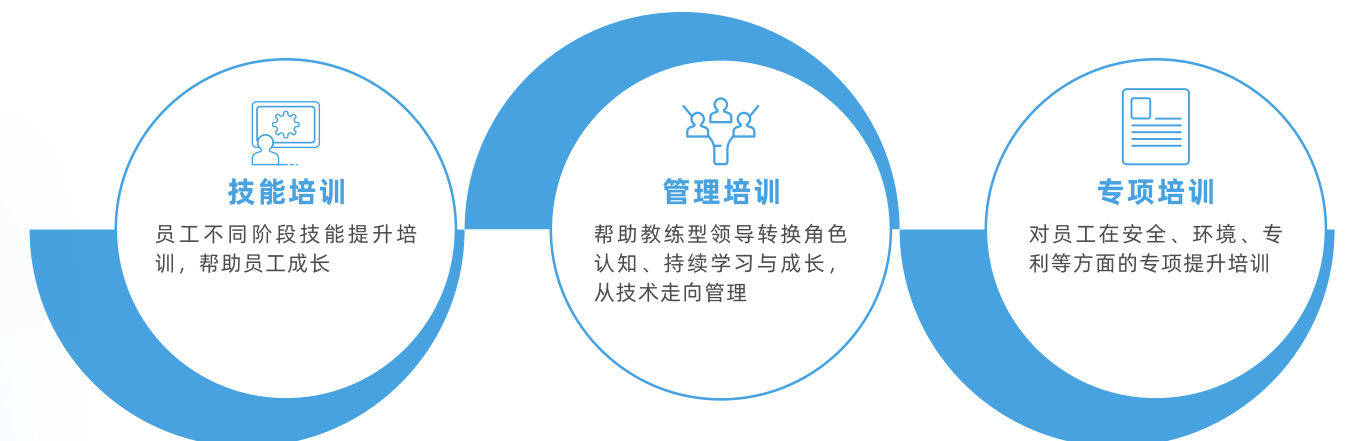 技能培训
员工不同阶段技能提升培
训，帮助员工成长
管理培训
帮助教练型领导转换角色
认知、持续学习与成长，
从技术走向管理
专项培训
对员工在安全、环境、专
利等方面的专项提升培训